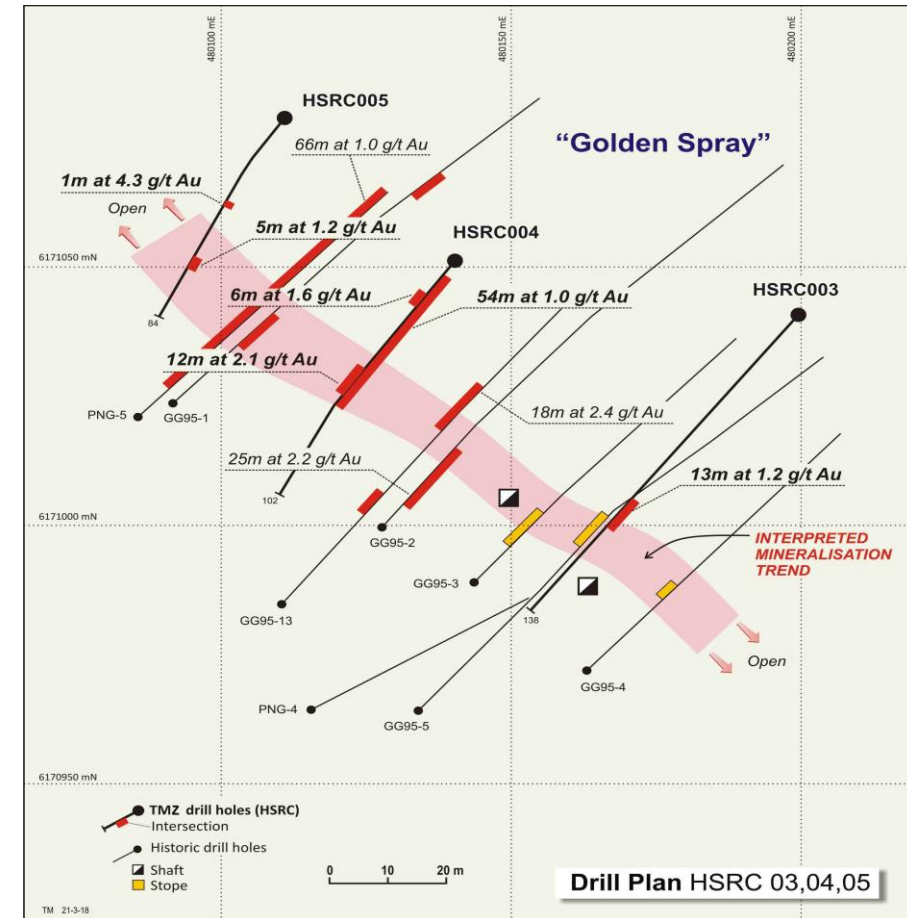 480100 mE
480150 mE
480200 mE
HSRC005
66m at 1.0 g/t Au
“Golden Spray”
1m at 4.3 g/t Au
Open
5m at 1.2 g/t Au
HSRC004
6171050 mN
6m at 1.6 g/t Au
54m at 1.0 g/t Au
HSRC003
84
12m at 2.1 g/t Au
PNG-5
GG95-1
18m at 2.4 g/t Au
25m at 2.2 g/t Au
13m at 1.2 g/t Au
102
6171000 mN
GG95-2
INTERPRETED
MINERALISATION
TREND
GG95-3
GG95-13
138
Open
GG95-4
PNG-4
GG95-5
6170950 mN
TMZ drill holes (HSRC)
Intersection
Historic drill holes
Shaft
Stope
0 10 20 m
Drill Plan HSRC 03,04,05
TM 21-3-18